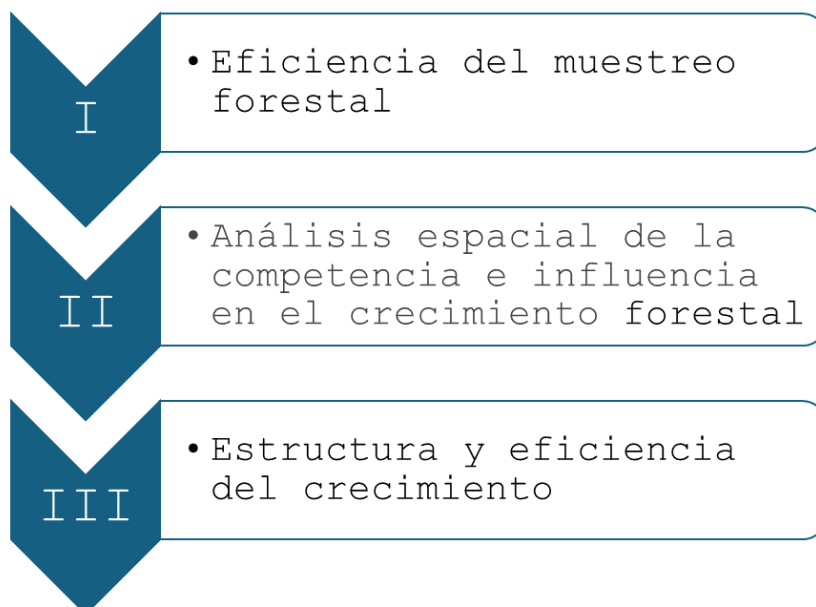 I
• Eficiencia del muestreo
forestal
II
• Análisis espacial de la
competencia e influencia
en el crecimiento forestal
III
• Estructura y eficiencia
del crecimiento